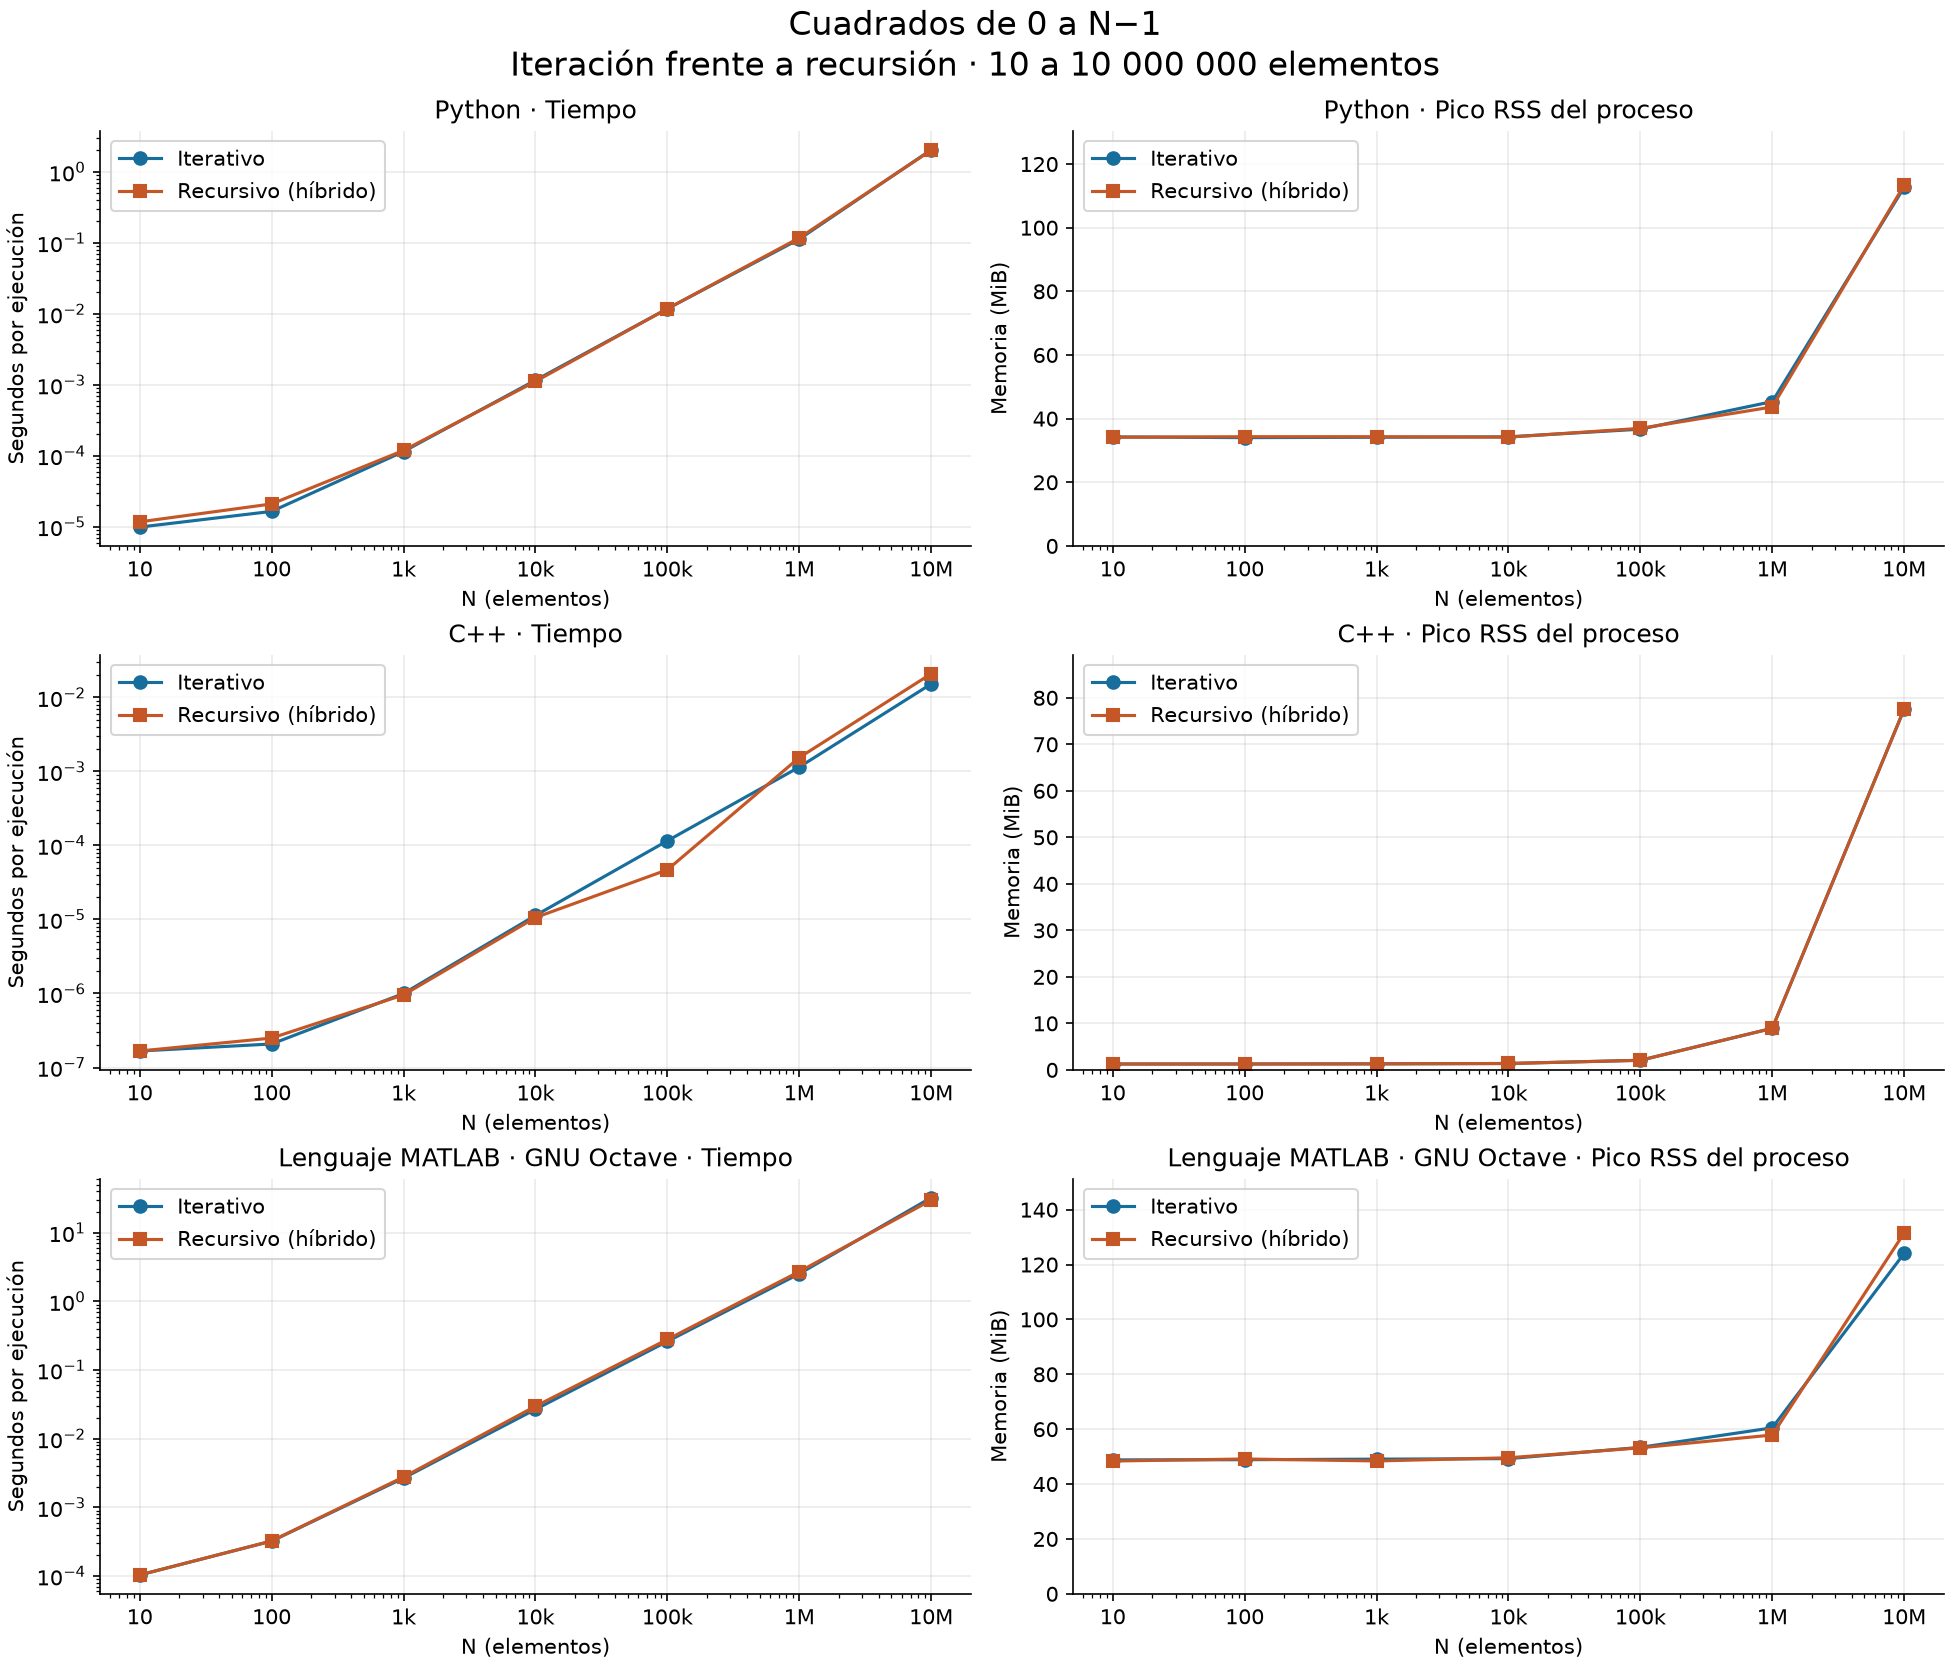 Cuadrados de 0 a N−1
Iteración frente a recursión · 10 a 10 000 000 elementos
Python · Tiempo
Iterativo
Recursivo (híbrido)
Segundos por ejecución
10⁰
10⁻¹
10⁻²
10⁻³
10⁻⁴
10⁻⁵
10 100 1k 10k 100k 1M 10M
N (elementos)
Python · Pico RSS del proceso
Iterativo
Recursivo (híbrido)
Memoria (MiB)
120
100
80
60
40
20
0
10 100 1k 10k 100k 1M 10M
N (elementos)
C++ · Tiempo
Iterativo
Recursivo (híbrido)
Segundos por ejecución
10⁻²
10⁻³
10⁻⁴
10⁻⁵
10⁻⁶
10⁻⁷
10 100 1k 10k 100k 1M 10M
N (elementos)
C++ · Pico RSS del proceso
Iterativo
Recursivo (híbrido)
Memoria (MiB)
80
70
60
50
40
30
20
10
0
10 100 1k 10k 100k 1M 10M
N (elementos)
Lenguaje MATLAB · GNU Octave · Tiempo
Iterativo
Recursivo (híbrido)
Segundos por ejecución
10¹
10⁰
10⁻¹
10⁻²
10⁻³
10⁻⁴
10 100 1k 10k 100k 1M 10M
N (elementos)
Lenguaje MATLAB · GNU Octave · Pico RSS del proceso
Iterativo
Recursivo (híbrido)
Memoria (MiB)
140
120
100
80
60
40
20
0
10 100 1k 10k 100k 1M 10M
N (elementos)